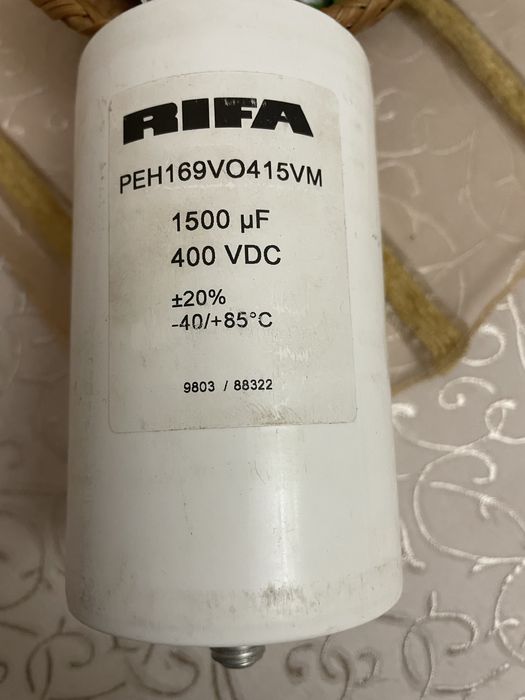 RIFA
PEH169VO415VM
1500 µF
400 VDC
±20%
-40/+85°C
9803 / 88322